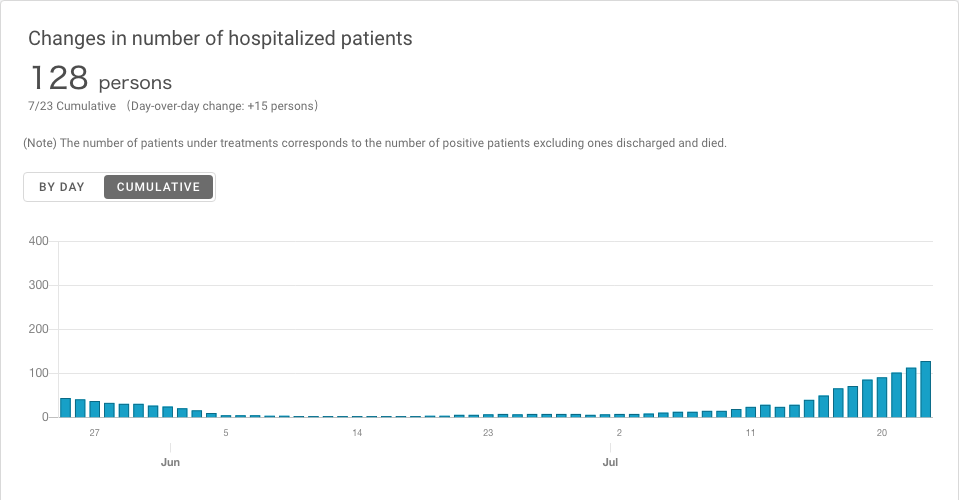 Changes in number of hospitalized patients
128 persons
7/23 Cumulative （Day-over-day change: +15 persons）
(Note) The number of patients under treatments corresponds to the number of positive patients excluding ones discharged and died.
BY DAY CUMULATIVE
400
300
200
100
0
27 5 14 23 2 11 20
Jun Jul